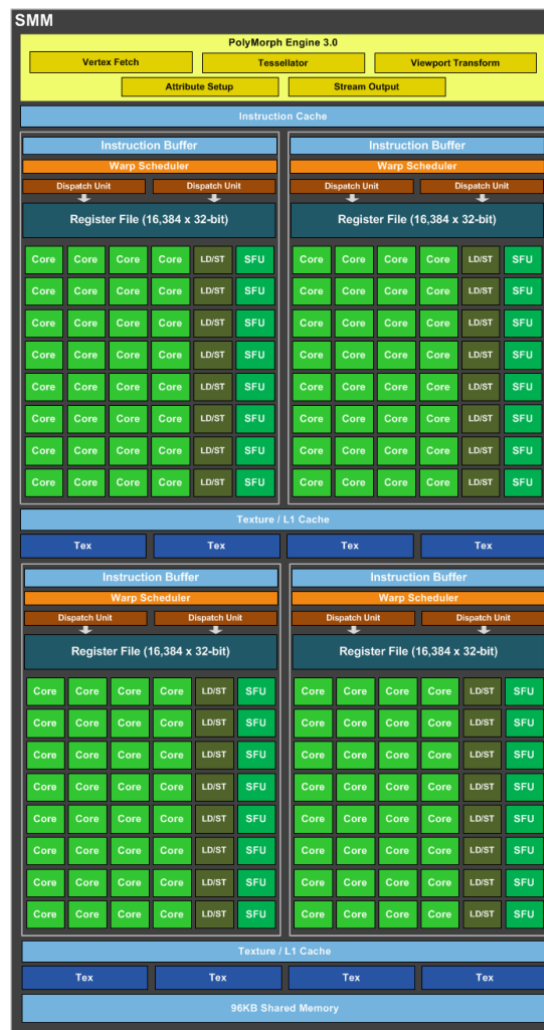 SMM
PolyMorph Engine 3.0
Vertex Fetch Tessellator Viewport Transform
Attribute Setup Stream Output
Instruction Cache
Instruction Buffer Instruction Buffer
Warp Scheduler Warp Scheduler
Dispatch Unit Dispatch Unit Dispatch Unit Dispatch Unit
Register File (16,384 x 32-bit) Register File (16,384 x 32-bit)
Core Core Core Core LD/ST SFU Core Core Core Core LD/ST SFU
Core Core Core Core LD/ST SFU Core Core Core Core LD/ST SFU
Core Core Core Core LD/ST SFU Core Core Core Core LD/ST SFU
Core Core Core Core LD/ST SFU Core Core Core Core LD/ST SFU
Core Core Core Core LD/ST SFU Core Core Core Core LD/ST SFU
Core Core Core Core LD/ST SFU Core Core Core Core LD/ST SFU
Core Core Core Core LD/ST SFU Core Core Core Core LD/ST SFU
Core Core Core Core LD/ST SFU Core Core Core Core LD/ST SFU
Texture / L1 Cache
Tex Tex Tex Tex
Instruction Buffer Instruction Buffer
Warp Scheduler Warp Scheduler
Dispatch Unit Dispatch Unit Dispatch Unit Dispatch Unit
Register File (16,384 x 32-bit) Register File (16,384 x 32-bit)
Core Core Core Core LD/ST SFU Core Core Core Core LD/ST SFU
Core Core Core Core LD/ST SFU Core Core Core Core LD/ST SFU
Core Core Core Core LD/ST SFU Core Core Core Core LD/ST SFU
Core Core Core Core LD/ST SFU Core Core Core Core LD/ST SFU
Core Core Core Core LD/ST SFU Core Core Core Core LD/ST SFU
Core Core Core Core LD/ST SFU Core Core Core Core LD/ST SFU
Core Core Core Core LD/ST SFU Core Core Core Core LD/ST SFU
Core Core Core Core LD/ST SFU Core Core Core Core LD/ST SFU
Texture / L1 Cache
Tex Tex Tex Tex
96KB Shared Memory